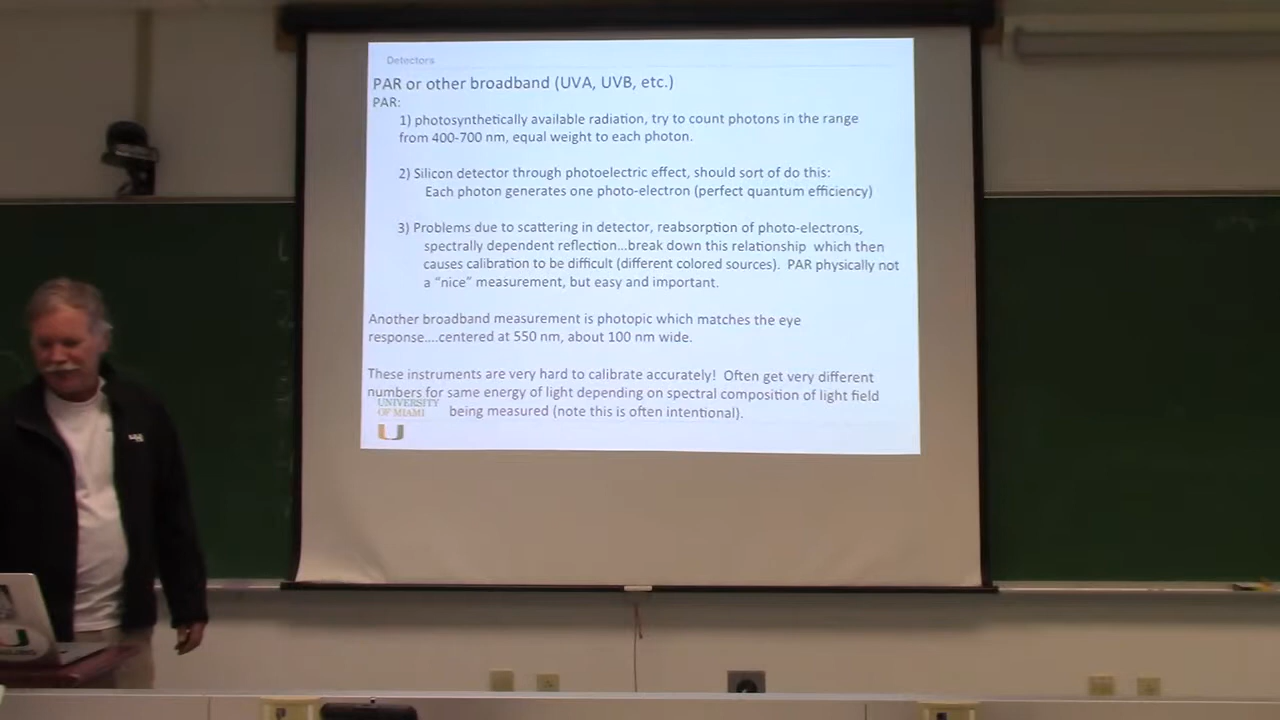 Detectors
PAR or other broadband (UVA, UVB, etc.)
PAR:
1) photosynthetically available radiation, try to count photons in the range
from 400-700 nm, equal weight to each photon.
2) Silicon detector through photoelectric effect, should sort of do this:
Each photon generates one photo-electron (perfect quantum efficiency)
3) Problems due to scattering in detector, reabsorption of photo-electrons,
spectrally dependent reflection...break down this relationship which then
causes calibration to be difficult (different colored sources). PAR physically not
a “nice” measurement, but easy and important.
Another broadband measurement is photopic which matches the eye
response....centered at 550 nm, about 100 nm wide.
These instruments are very hard to calibrate accurately! Often get very different
numbers for same energy of light depending on spectral composition of light field
being measured (note this is often intentional).
UNIVERSITY
OF MIAMI
U